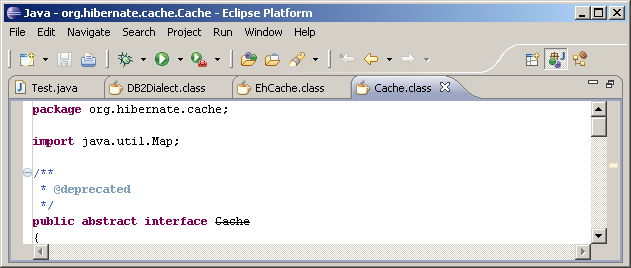 Java - org.hibernate.cache.Cache - Eclipse Platform
File Edit Navigate Search Project Run Window Help
Test.java DB2Dialect.class EhCache.class Cache.class
package org.hibernate.cache;
import java.util.Map;
/**
* @deprecated
*/
public abstract interface Cache
{